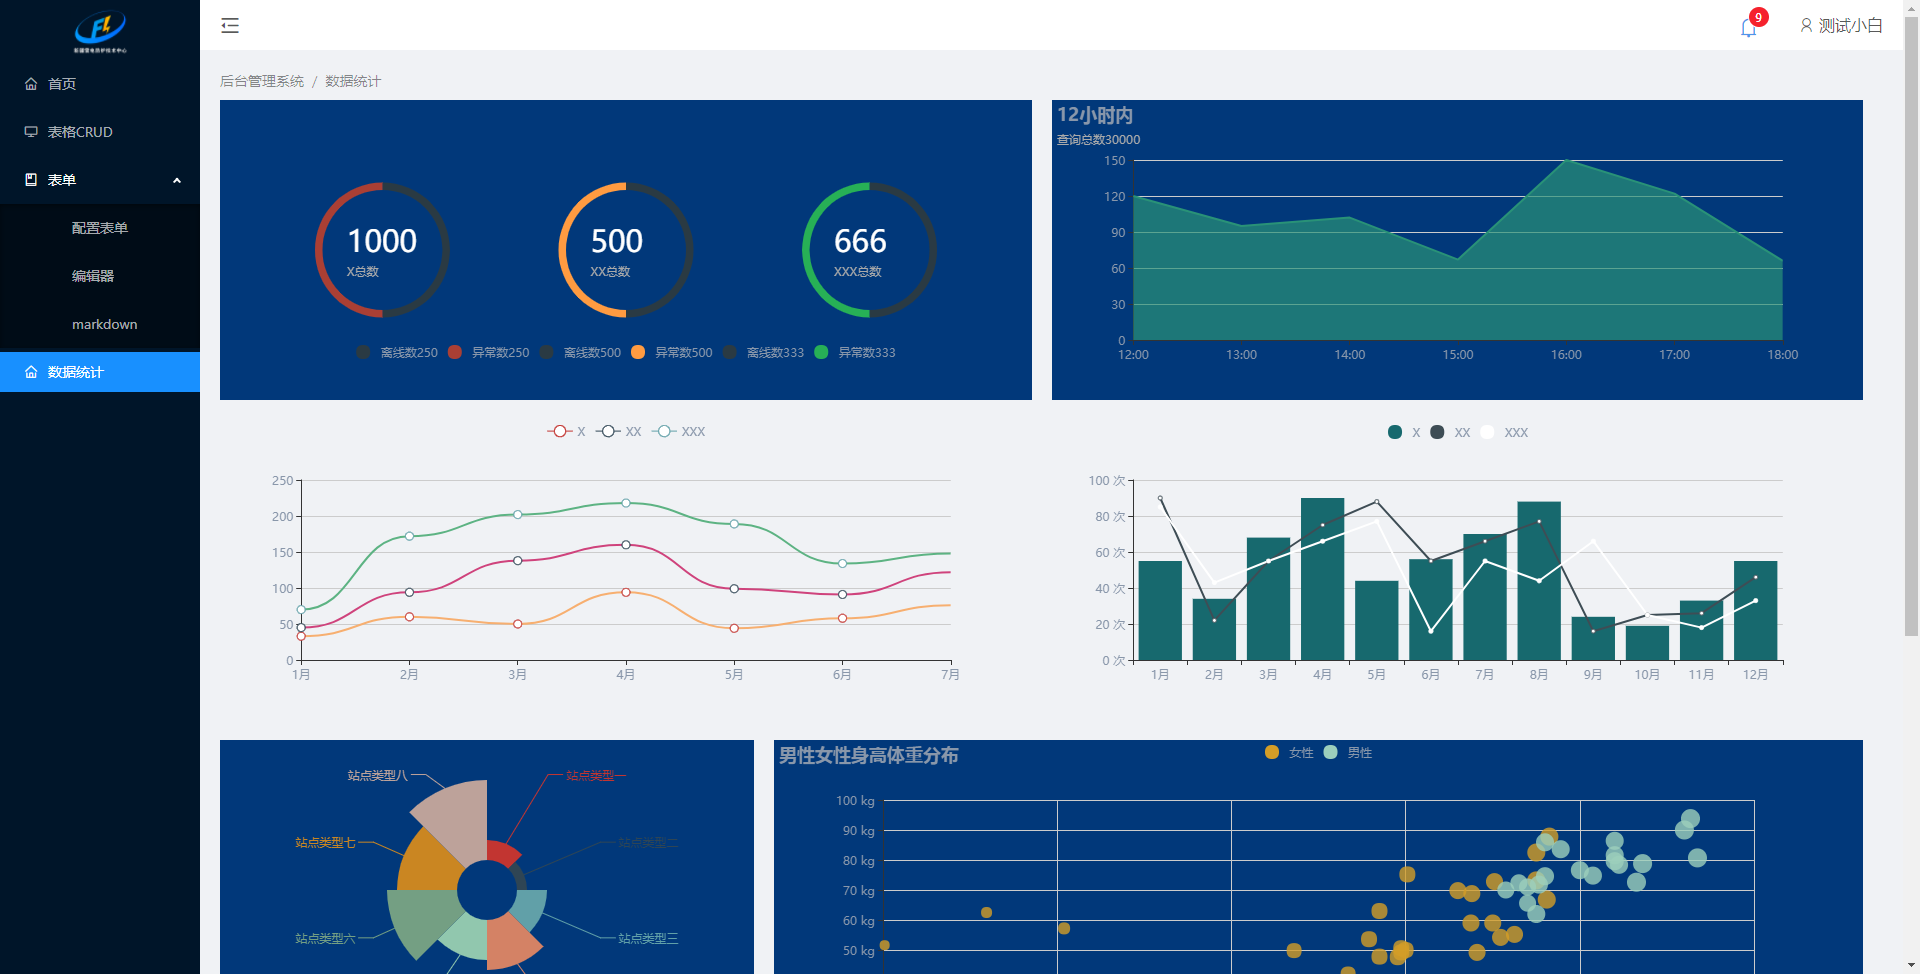 首页
表格CRUD
表单
配置表单
编辑器
markdown
数据统计
9
测试小白
后台管理系统 / 数据统计
1000
X总数
500
XX总数
666
XXX总数
离线数250 异常数250 离线数500 异常数500 离线数333 异常数333
12小时内
查询总数30000
150
120
90
60
30
0
12:00 13:00 14:00 15:00 16:00 17:00 18:00
X XX XXX
250
200
150
100
50
0
1月 2月 3月 4月 5月 6月 7月
X XX XXX
100 次
80 次
60 次
40 次
20 次
0 次
1月 2月 3月 4月 5月 6月 7月 8月 9月 10月 11月 12月
站点类型八
站点类型一
站点类型七
站点类型二
站点类型六
站点类型三
男性女性身高体重分布
女性 男性
100 kg
90 kg
80 kg
70 kg
60 kg
50 kg